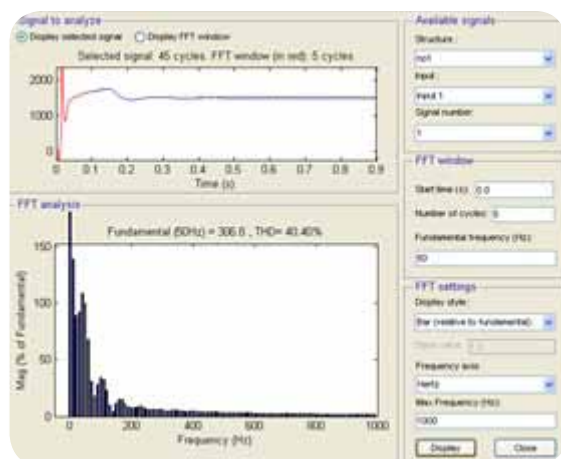 Signal to analyze
Display selected signal
Display FFT window
Selected signal: 45 cycles. FFT window (in red): 5 cycles
2000
1000
0
0 0.1 0.2 0.3 0.4 0.5 0.6 0.7 0.8 0.9
Time (s)
FFT analysis
Fundamental (50Hz) = 306.6 , THD= 40.40%
Mag (% of Fundamental)
150
100
50
0
0 200 400 600 800 1000
Frequency (Hz)
Available signals
Structure :
Input :
input 1
Signal number:
1
FFT window
Start time (s): 0.0
Number of cycles: 5
Fundamental frequency (Hz):
50
FFT settings
Display style :
Bar (relative to fundamental)
Base value:
Frequency axis:
Hertz
Max Frequency (Hz):
1000
Display
Close